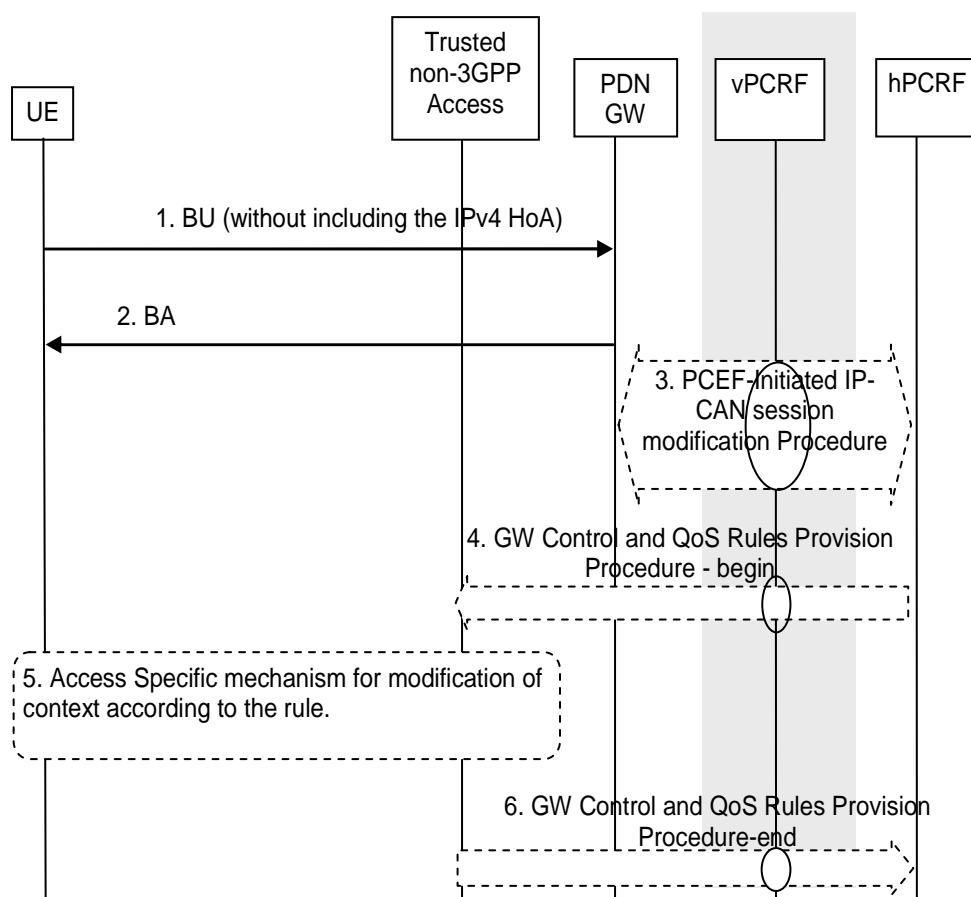 Trusted
non-3GPP
Access
UE
PDN
GW
vPCRF
hPCRF
1. BU (without including the IPv4 HoA)
2. BA
3. PCEF-Initiated IP-
CAN session
modification Procedure
4. GW Control and QoS Rules Provision
Procedure - begin
5. Access Specific mechanism for modification of
context according to the rule.
6. GW Control and QoS Rules Provision
Procedure-end